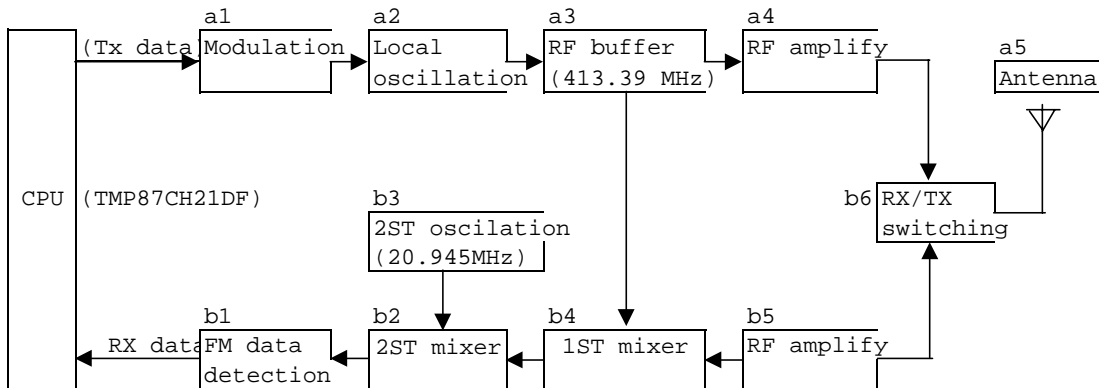 a1
a2
a3
a4
a5
(Tx data)
Modulation
Local
oscillation
RF buffer
(413.39 MHz)
RF amplify
Antenna
CPU (TMP87CH21DF)
b3
2ST oscilation
(20.945MHz)
b6
RX/TX
switching
b1
b2
b4
b5
RX data
FM data
detection
2ST mixer
1ST mixer
RF amplify